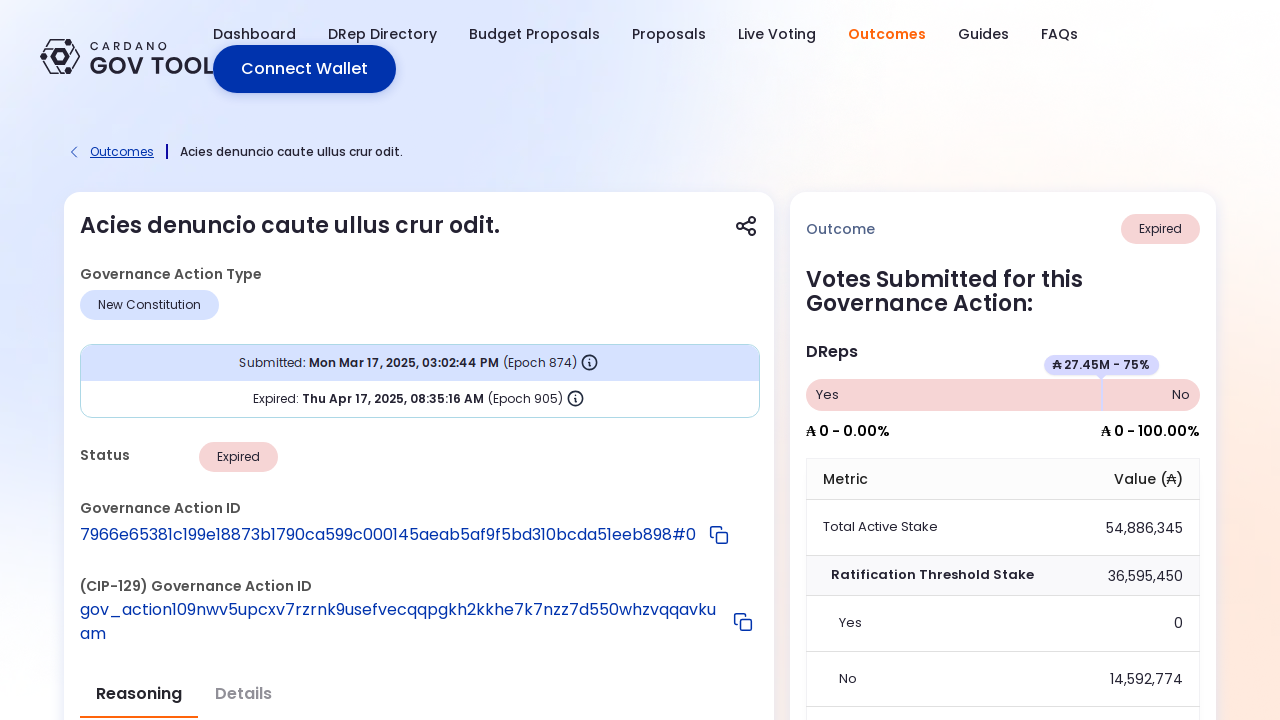 CARDANO
GOV TOOL
Dashboard
DRep Directory
Budget Proposals
Proposals
Live Voting
Outcomes
Guides
FAQs
Connect Wallet
Outcomes
Acies denuncio caute ullus crur odit.
Acies denuncio caute ullus crur odit.
Governance Action Type
New Constitution
Submitted: Mon Mar 17, 2025, 03:02:44 PM (Epoch 874)
Expired: Thu Apr 17, 2025, 08:35:16 AM (Epoch 905)
Status
Expired
Governance Action ID
7966e65381c199e18873b1790ca599c000145aeab5af9f5bd310bcda51eeb898#0
(CIP-129) Governance Action ID
gov_action109nwv5upcxv7rzrnk9usefvecqqpgkh2kkhe7k7nzz7d550whzvqqavku
am
Reasoning
Details
Outcome
Expired
Votes Submitted for this
Governance Action:
DReps
₳ 27.45M - 75%
Yes
No
₳ 0 - 0.00%
₳ 0 - 100.00%
Metric
Value (₳)
Total Active Stake
54,886,345
Ratification Threshold Stake
36,595,450
Yes
0
No
14,592,774